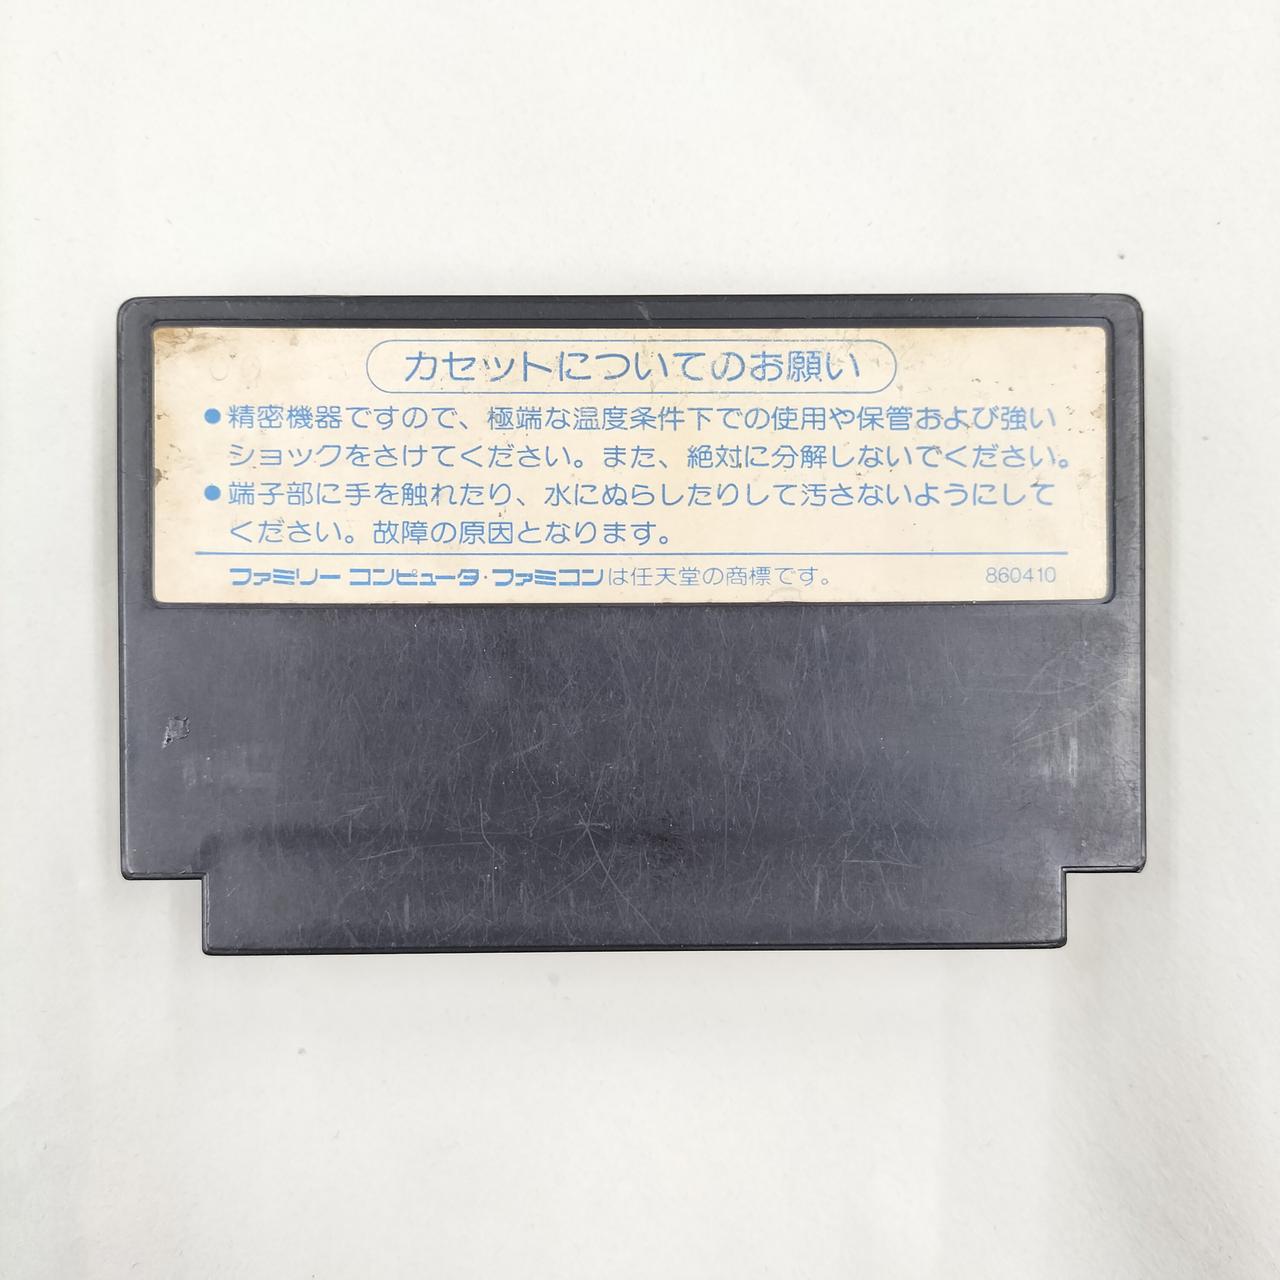 カセットについてのお願い
●精密機器ですので、極端な温度条件下での使用や保管および強い
ショックをさけてください。また、絶対に分解しないでください。
●端子部に手を触れたり、水にぬらしたりして汚さないようにして
ください。故障の原因となります。
ファミリー コンピュータ・ファミコンは任天堂の商標です。 860410